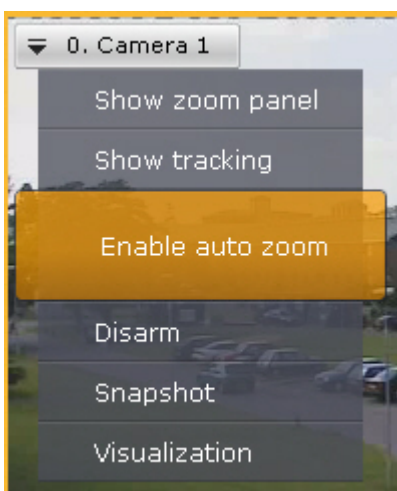 0. Camera 1
Show zoom panel
Show tracking
Enable auto zoom
Disarm
Snapshot
Visualization